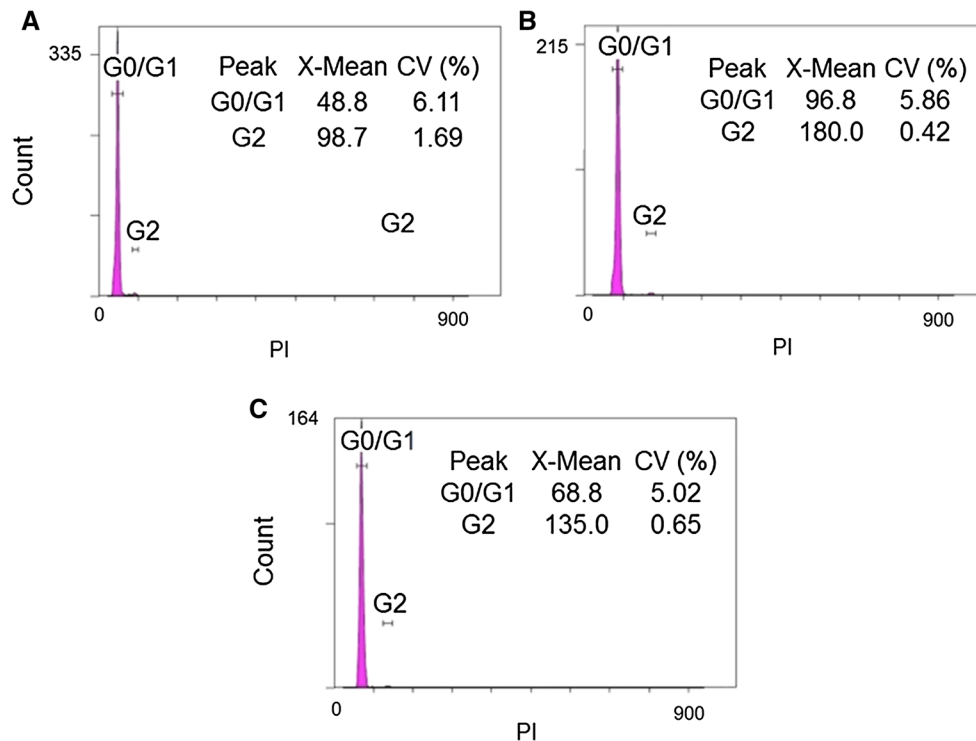 A
335
G0/G1
Peak X-Mean CV (%)
G0/G1 48.8 6.11
G2 98.7 1.69
G2
G2
Count
0
900
PI
B
215
G0/G1
Peak X-Mean CV (%)
G0/G1 96.8 5.86
G2 180.0 0.42
G2
0
900
PI
C
164
G0/G1
Peak X-Mean CV (%)
G0/G1 68.8 5.02
G2 135.0 0.65
G2
Count
0
900
PI